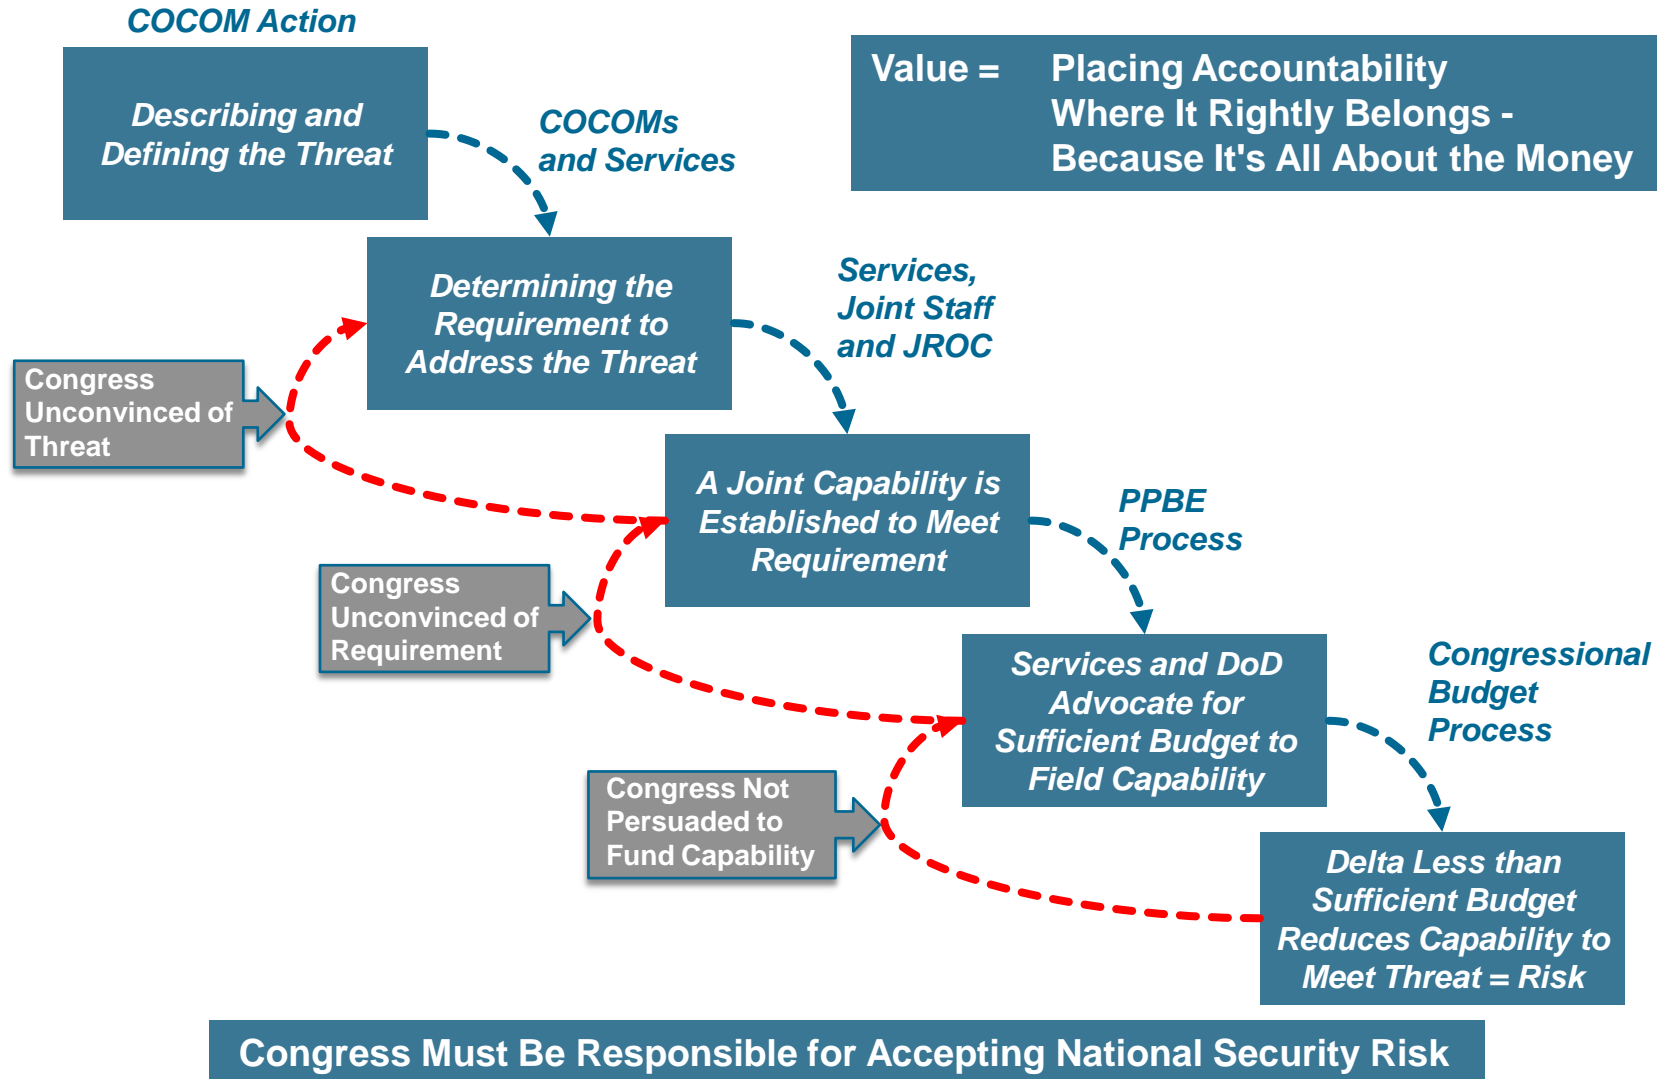 COCOM Action
Describing and
Defining the Threat
COCOMs
and Services
Value = Placing Accountability
Where It Rightly Belongs -
Because It's All About the Money
Determining the
Requirement to
Address the Threat
Services,
Joint Staff
and JROC
Congress
Unconvinced of
Threat
A Joint Capability is
Established to Meet
Requirement
PPBE
Process
Congress
Unconvinced of
Requirement
Services and DoD
Advocate for
Sufficient Budget to
Field Capability
Congressional
Budget
Process
Congress Not
Persuaded to
Fund Capability
Delta Less than
Sufficient Budget
Reduces Capability to
Meet Threat = Risk
Congress Must Be Responsible for Accepting National Security Risk